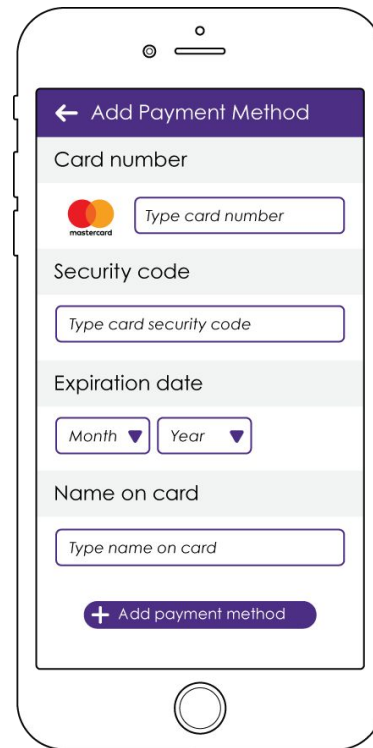 Add Payment Method
Card number
mastercard
Type card number
Security code
Type card security code
Expiration date
Month Year
Name on card
Type name on card
Add payment method